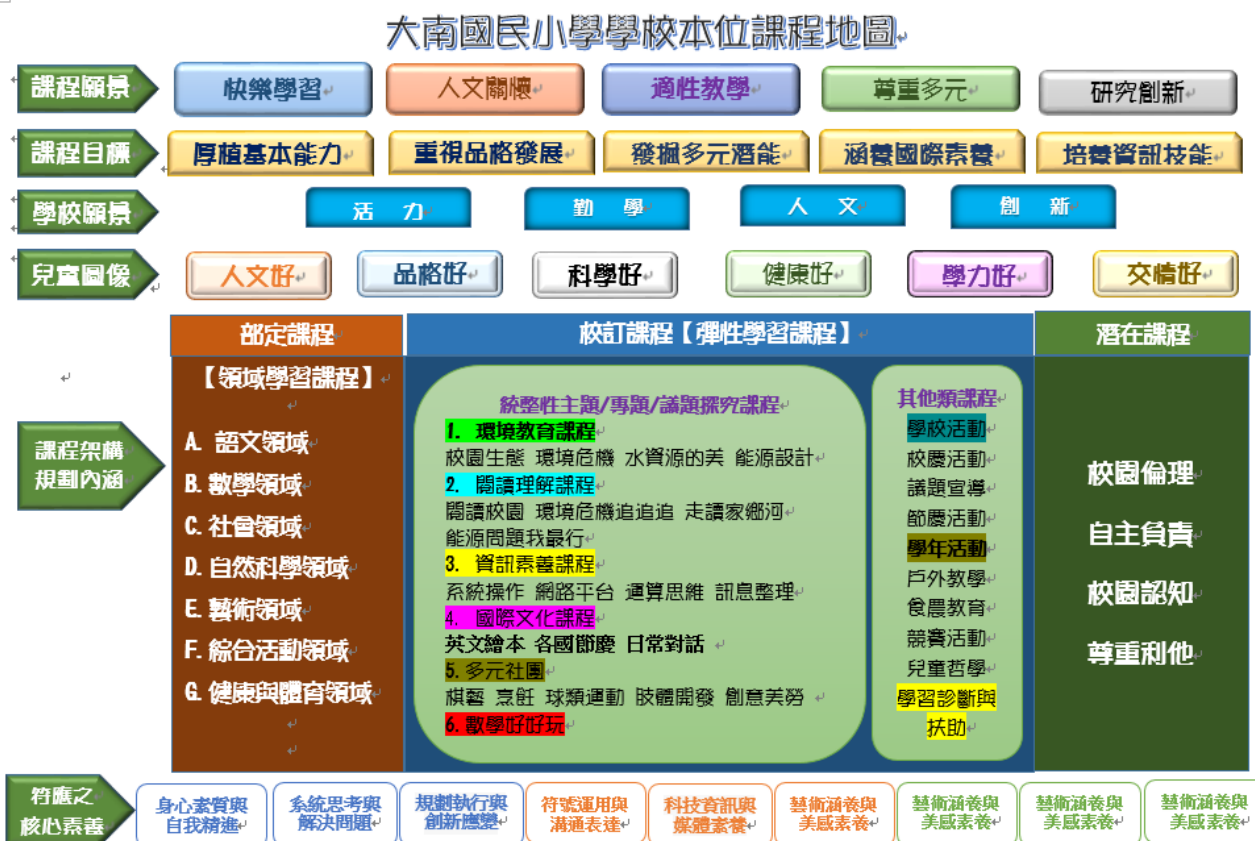 大南國民小學學校本位課程地圖
課程願景
快樂學習
人文關懷
適性教學
尊重多元
研究創新
課程目標
厚植基本能力
重視品格發展
發掘多元潛能
涵養國際素養
培養資訊技能
學校願景
活 力
勤 學
人 文
創 新
兒童圖像
人文好
品格好
科學好
健康好
學力好
交情好
課程架構
規劃內涵
部定課程
【領域學習課程】
A. 語文領域
B. 數學領域
C. 社會領域
D. 自然科學領域
E. 藝術領域
F. 綜合活動領域
G. 健康與體育領域
校訂課程【彈性學習課程】
統整性主題/專題/議題探究課程
1. 環境教育課程
校園生態 環境危機 水資源的美 能源設計
2. 閱讀理解課程
閱讀校園 環境危機追追追 走讀家鄉河
能源問題我最行
3. 資訊素養課程
系統操作 網路平台 運算思維 訊息整理
4. 國際文化課程
英文繪本 各國節慶 日常對話
5. 多元社團
棋藝 烹飪 球類運動 肢體開發 創意美勞
6. 數學好好玩
其他類課程
學校活動
校慶活動
議題宣導
節慶活動
學年活動
戶外教學
食農教育
競賽活動
兒童哲學
學習診斷與
扶助
潛在課程
校園倫理
自主負責
校園認知
尊重利他
符應之
核心素養
身心素質與
自我精進
系統思考與
解決問題
規劃執行與
創新應變
符號運用與
溝通表達
科技資訊與
媒體素養
藝術涵養與
美感素養
藝術涵養與
美感素養
藝術涵養與
美感素養
藝術涵養與
美感素養